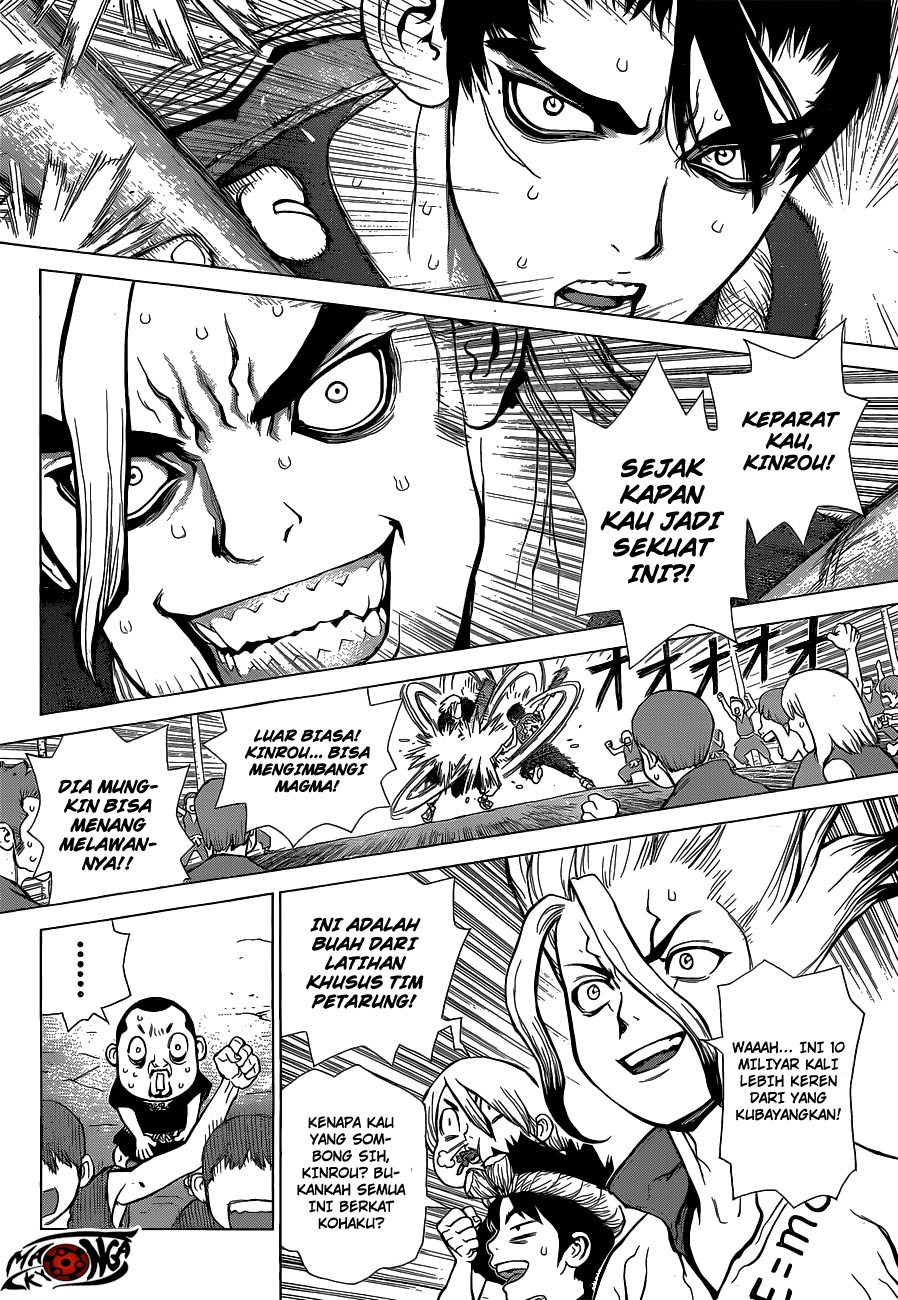 KEPARAT
KAU,
KINROU!
SEJAK
KAPAN
KAU JADI
SEKUAT
INI?!
オオオオオオ
LUAR BIASA!
KINROU... BISA
MENGIMBANGI
MAGMA!
DIA MUNG-
KIN BISA
MENANG
MELAWAN-
NYA!!
WAAAH... INI 10
MILIYAR KALI
LEBIH KEREN
DARI YANG
KUBAYANGKAN!
INI ADALAH
BUAH DARI
LATIHAN
KHUSUS TIM
PETARUNG!
KENAPA KAU
YANG SOM-
BONG SIH,
KINROU? BU-
KANKAH SEMUA
INI BERKAT
KOHAKU?
......
E=mc
MANGA
KY